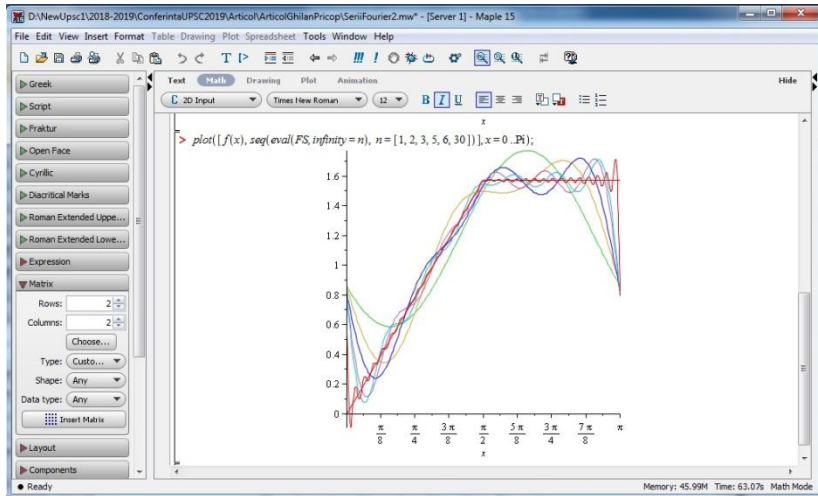 D:\NewUpsc1\2018-2019\ConferintaUPSC2019\Articol\ArticolGhilanPricop\SeriiFourier2.mw* - [Server 1] - Maple 15
File Edit View Insert Format Table Drawing Plot Spreadsheet Tools Window Help
Text Math Drawing Plot Animation Hide
C 2D Input Times New Roman 12 B I U
Greek
Script
Fraktur
Open Face
Cyrillic
Diacritical Marks
Roman Extended Uppe...
Roman Extended Lowe...
Expression
Matrix
Rows: 2
Columns: 2
Choose...
Type: Custo...
Shape: Any
Data type: Any
Insert Matrix
Layout
Components
x
> plot([f(x), seq(eval(FS, infinity = n), n = [1, 2, 3, 5, 6, 30])], x = 0 ..Pi);
1.6
1.4
1.2
1
0.8
0.6
0.4
0.2
0
π/8 π/4 3π/8 π/2 5π/8 3π/4 7π/8 π
x
Ready Memory: 45.99M Time: 63.07s Math Mode